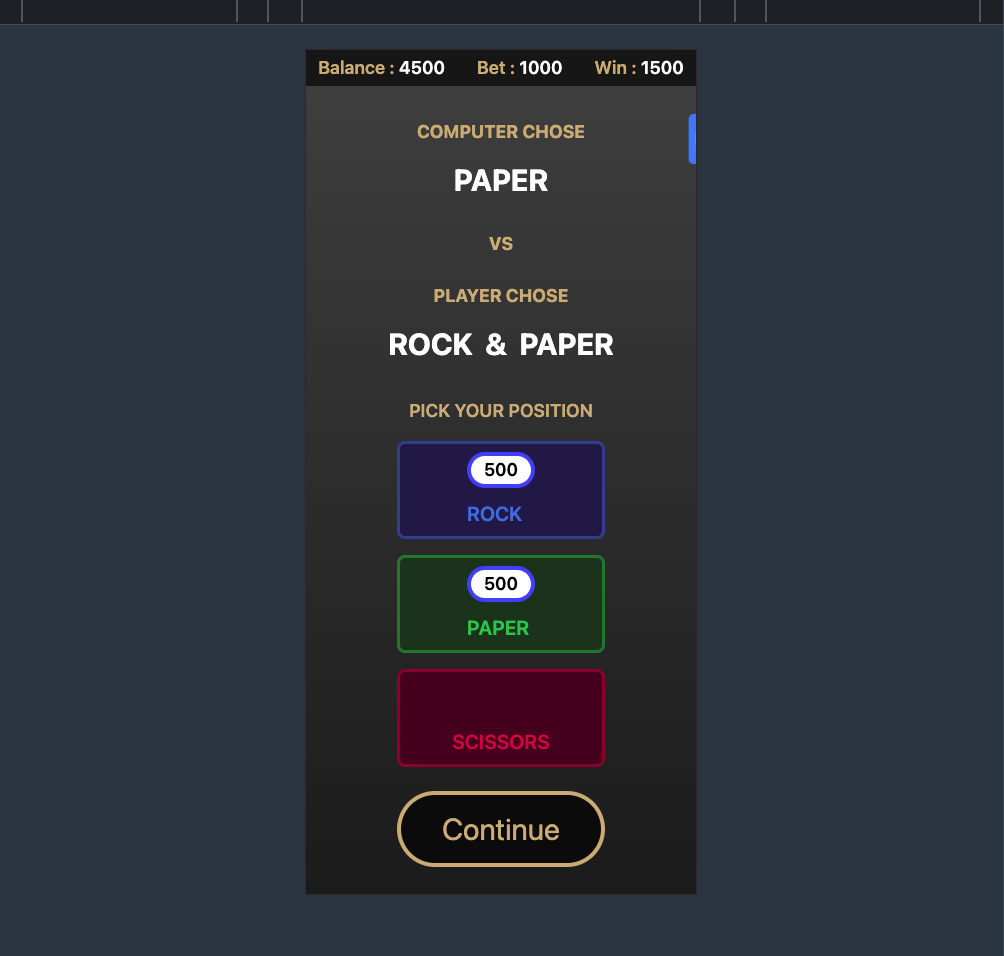 Balance : 4500 Bet : 1000 Win : 1500
COMPUTER CHOSE
PAPER
VS
PLAYER CHOSE
ROCK & PAPER
PICK YOUR POSITION
500
ROCK
500
PAPER
SCISSORS
Continue